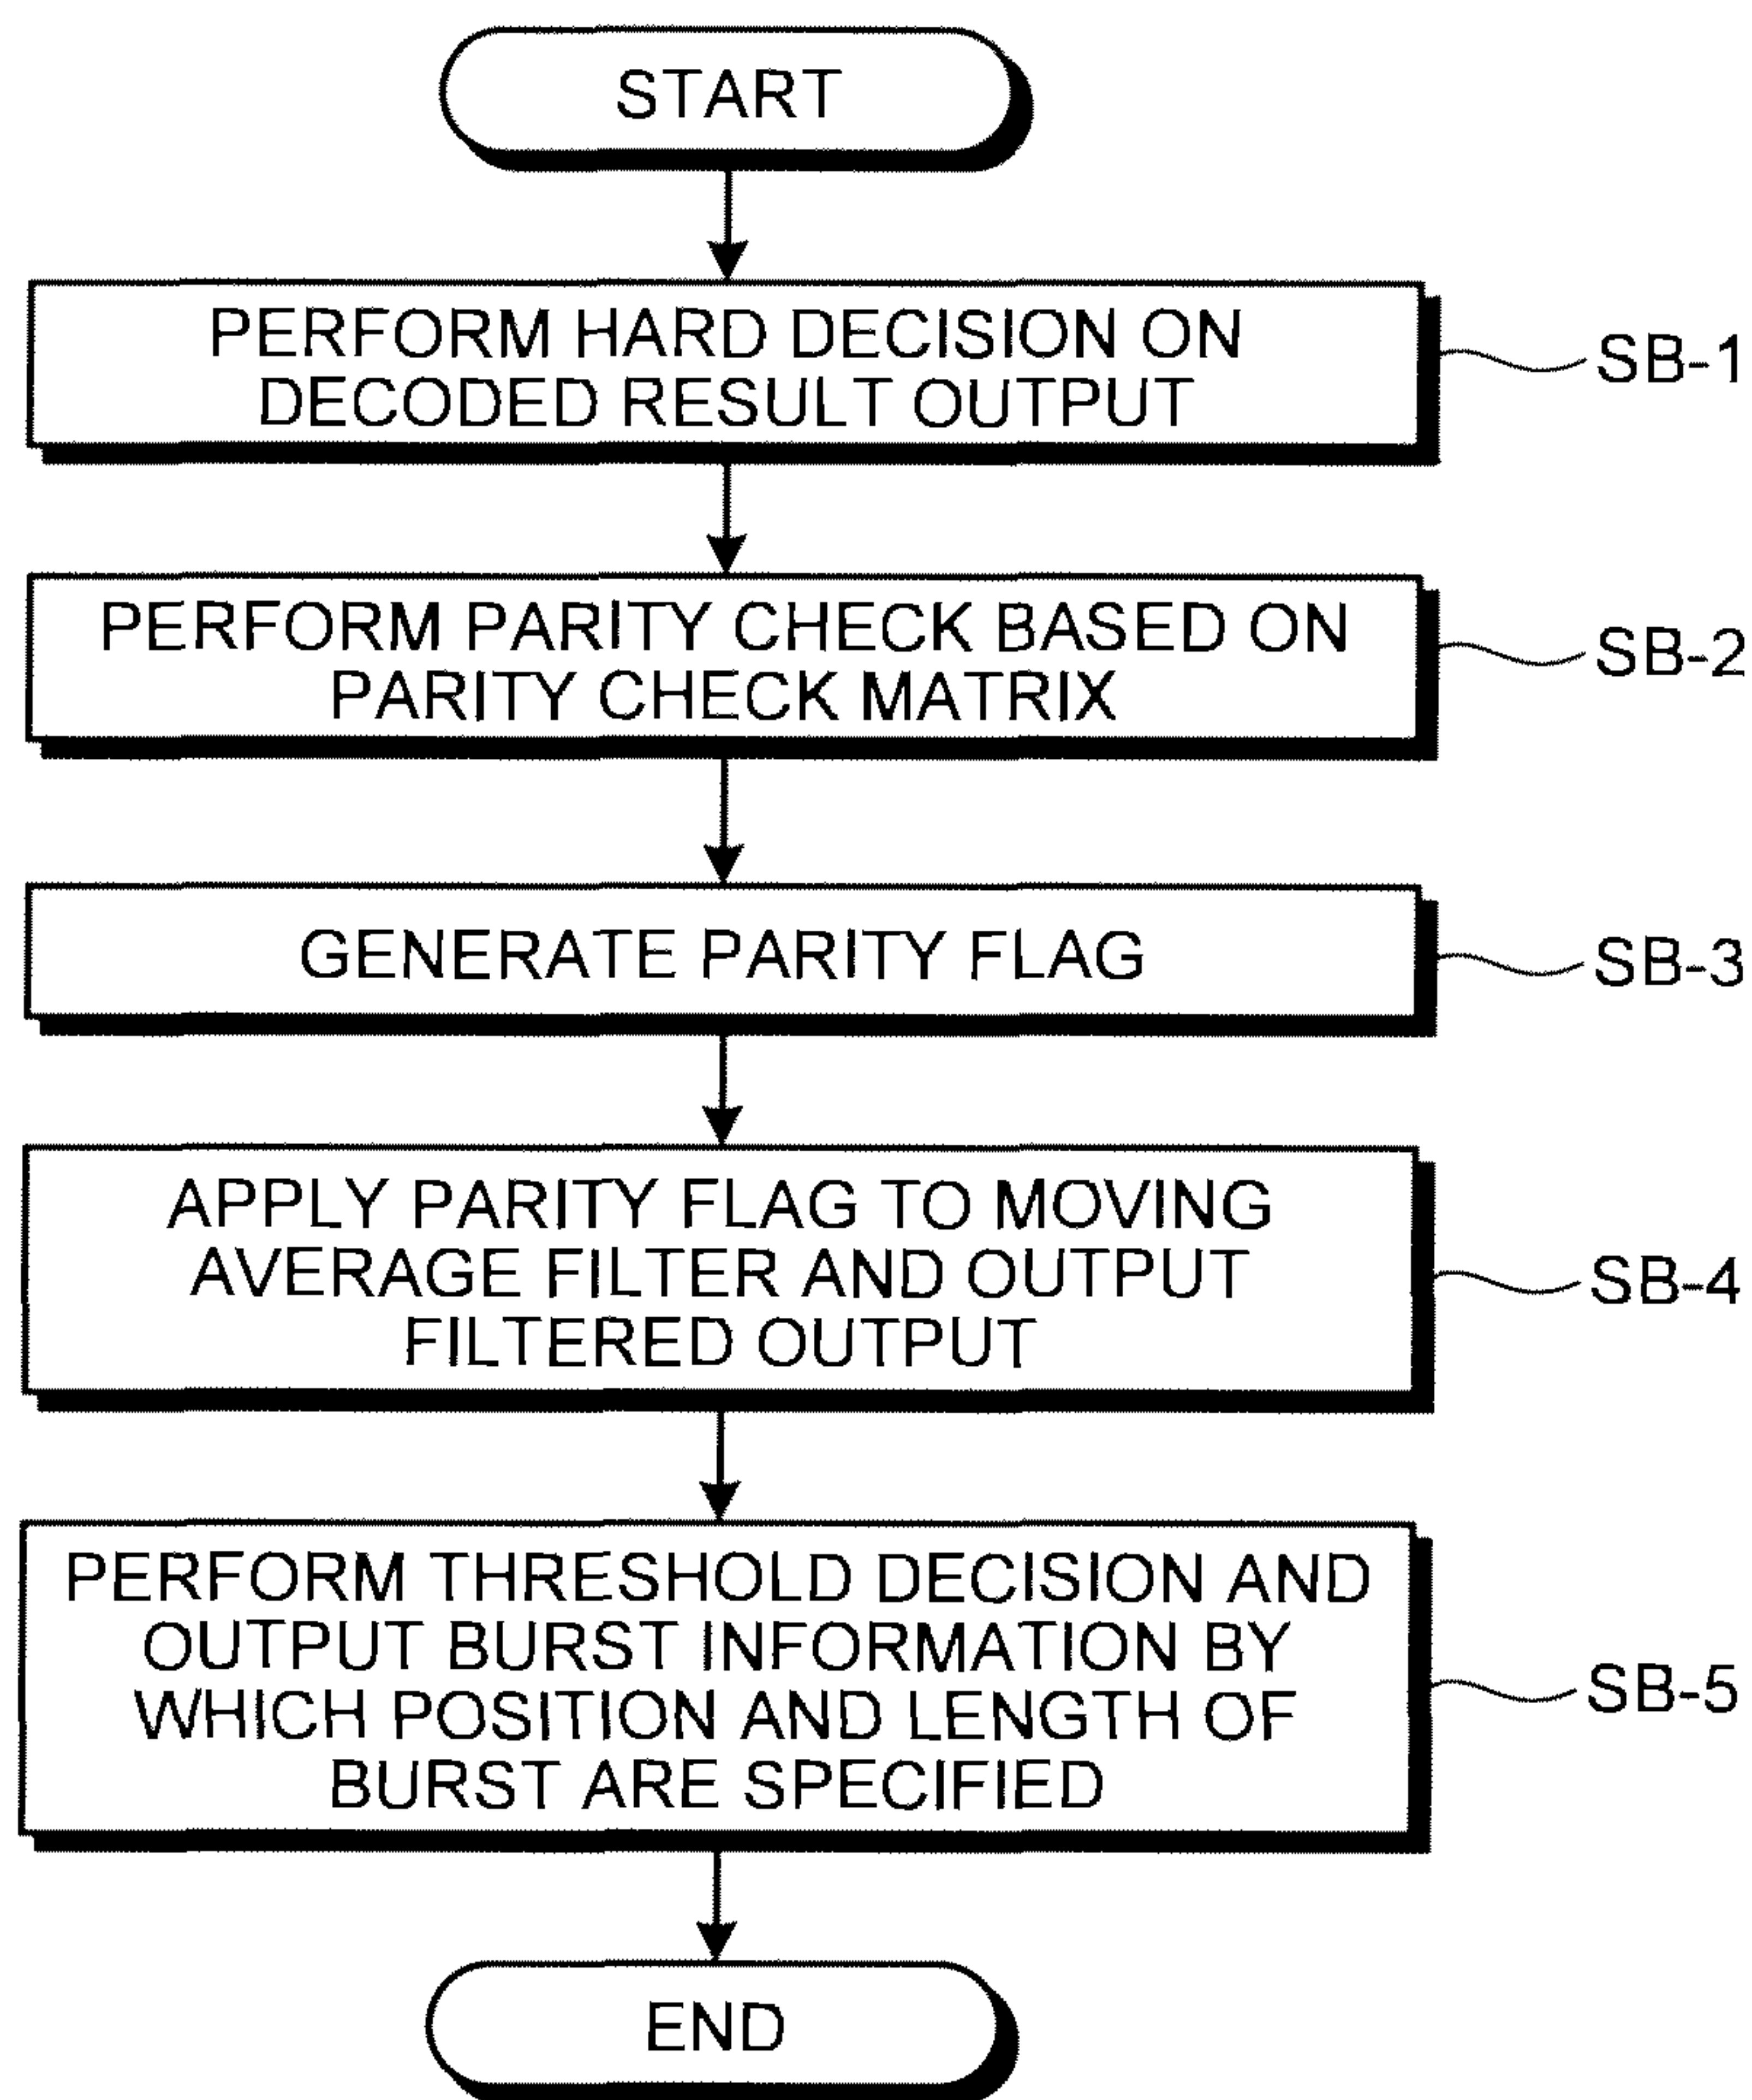 START
PERFORM HARD DECISION ON
DECODED RESULT OUTPUT
SB-1
PERFORM PARITY CHECK BASED ON
PARITY CHECK MATRIX
SB-2
GENERATE PARITY FLAG
SB-3
APPLY PARITY FLAG TO MOVING
AVERAGE FILTER AND OUTPUT
FILTERED OUTPUT
SB-4
PERFORM THRESHOLD DECISION AND
OUTPUT BURST INFORMATION BY
WHICH POSITION AND LENGTH OF
BURST ARE SPECIFIED
SB-5
END